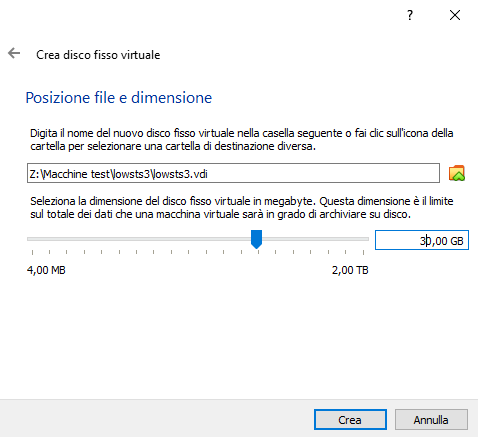 ?
Crea disco fisso virtuale
Posizione file e dimensione
Digita il nome del nuovo disco fisso virtuale nella casella seguente o fai clic sull'icona della
cartella per selezionare una cartella di destinazione diversa.
Z:\Macchine test\lowsts3\lowsts3.vdi
Seleziona la dimensione del disco fisso virtuale in megabyte. Questa dimensione è il limite
sul totale dei dati che una macchina virtuale sarà in grado di archiviare su disco.
30,00 GB
4,00 MB 2,00 TB
Crea Annulla